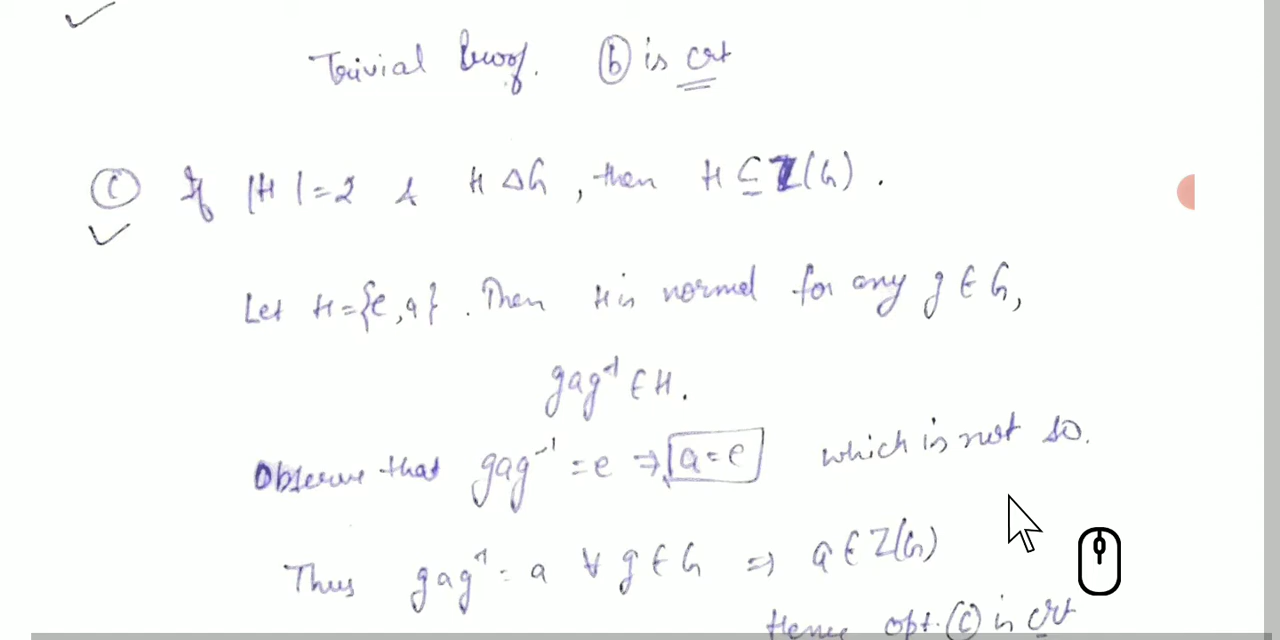 Trivial Proof. ⓑ is crt
ⓒ If |H| = 2 & H Δ G, then H ⊆ Z(G).
Let H = {e, a}. Then H is normal for any g ∈ G,
gag⁻¹ ∈ H.
Observe that gag⁻¹ = e ⇒ a = e which is not so.
Thus gag⁻¹ = a ∀ g ∈ G ⇒ a ∈ Z(G)
Hence opt. (C) is crt